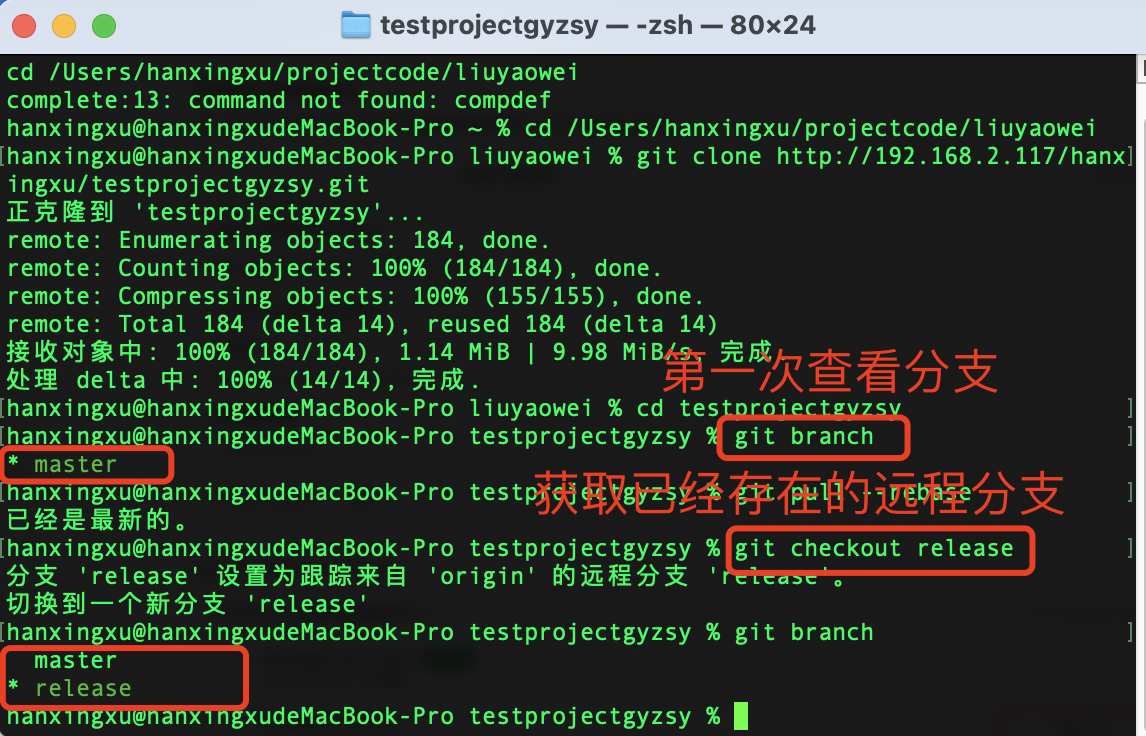 testprojectgyzsy — -zsh — 80×24
cd /Users/hanxingxu/projectcode/liuyaowei
complete:13: command not found: compdef
hanxingxu@hanxingxudeMacBook-Pro ~ % cd /Users/hanxingxu/projectcode/liuyaowei
[hanxingxu@hanxingxudeMacBook-Pro liuyaowei % git clone http://192.168.2.117/hanx]
ingxu/testprojectgyzsy.git
正克隆到 'testprojectgyzsy'...
remote: Enumerating objects: 184, done.
remote: Counting objects: 100% (184/184), done.
remote: Compressing objects: 100% (155/155), done.
remote: Total 184 (delta 14), reused 184 (delta 14)
接收对象中: 100% (184/184), 1.14 MiB | 9.98 MiB/s, 完成.
第一次查看分支
处理 delta 中: 100% (14/14), 完成.
[hanxingxu@hanxingxudeMacBook-Pro liuyaowei % cd testprojectgyzsy ]
[hanxingxu@hanxingxudeMacBook-Pro testprojectgyzsy % git branch ]
* master
获取已经存在的远程分支
[hanxingxu@hanxingxudeMacBook-Pro testprojectgyzsy % git pull --rebase ]
已经是最新的。
[hanxingxu@hanxingxudeMacBook-Pro testprojectgyzsy % git checkout release ]
分支 'release' 设置为跟踪来自 'origin' 的远程分支 'release'。
切换到一个新分支 'release'
[hanxingxu@hanxingxudeMacBook-Pro testprojectgyzsy % git branch ]
master
* release
hanxingxu@hanxingxudeMacBook-Pro testprojectgyzsy %